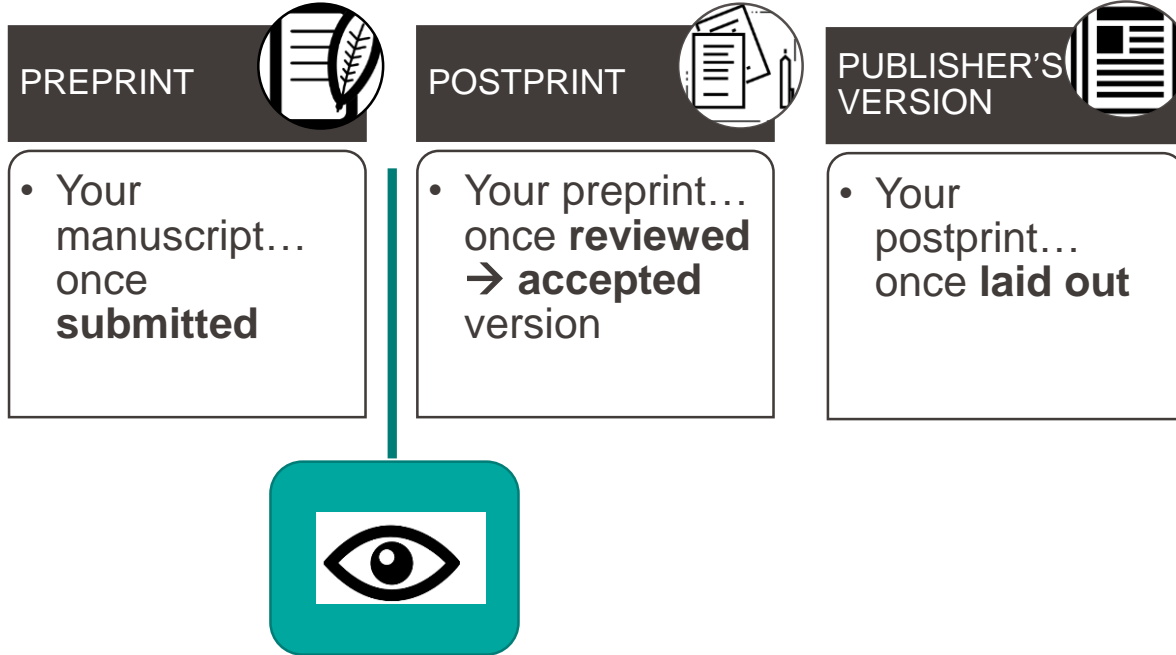 PREPRINT
• Your
manuscript…
once
submitted
POSTPRINT
• Your preprint…
once reviewed
→ accepted
version
PUBLISHER'S
VERSION
• Your
postprint…
once laid out